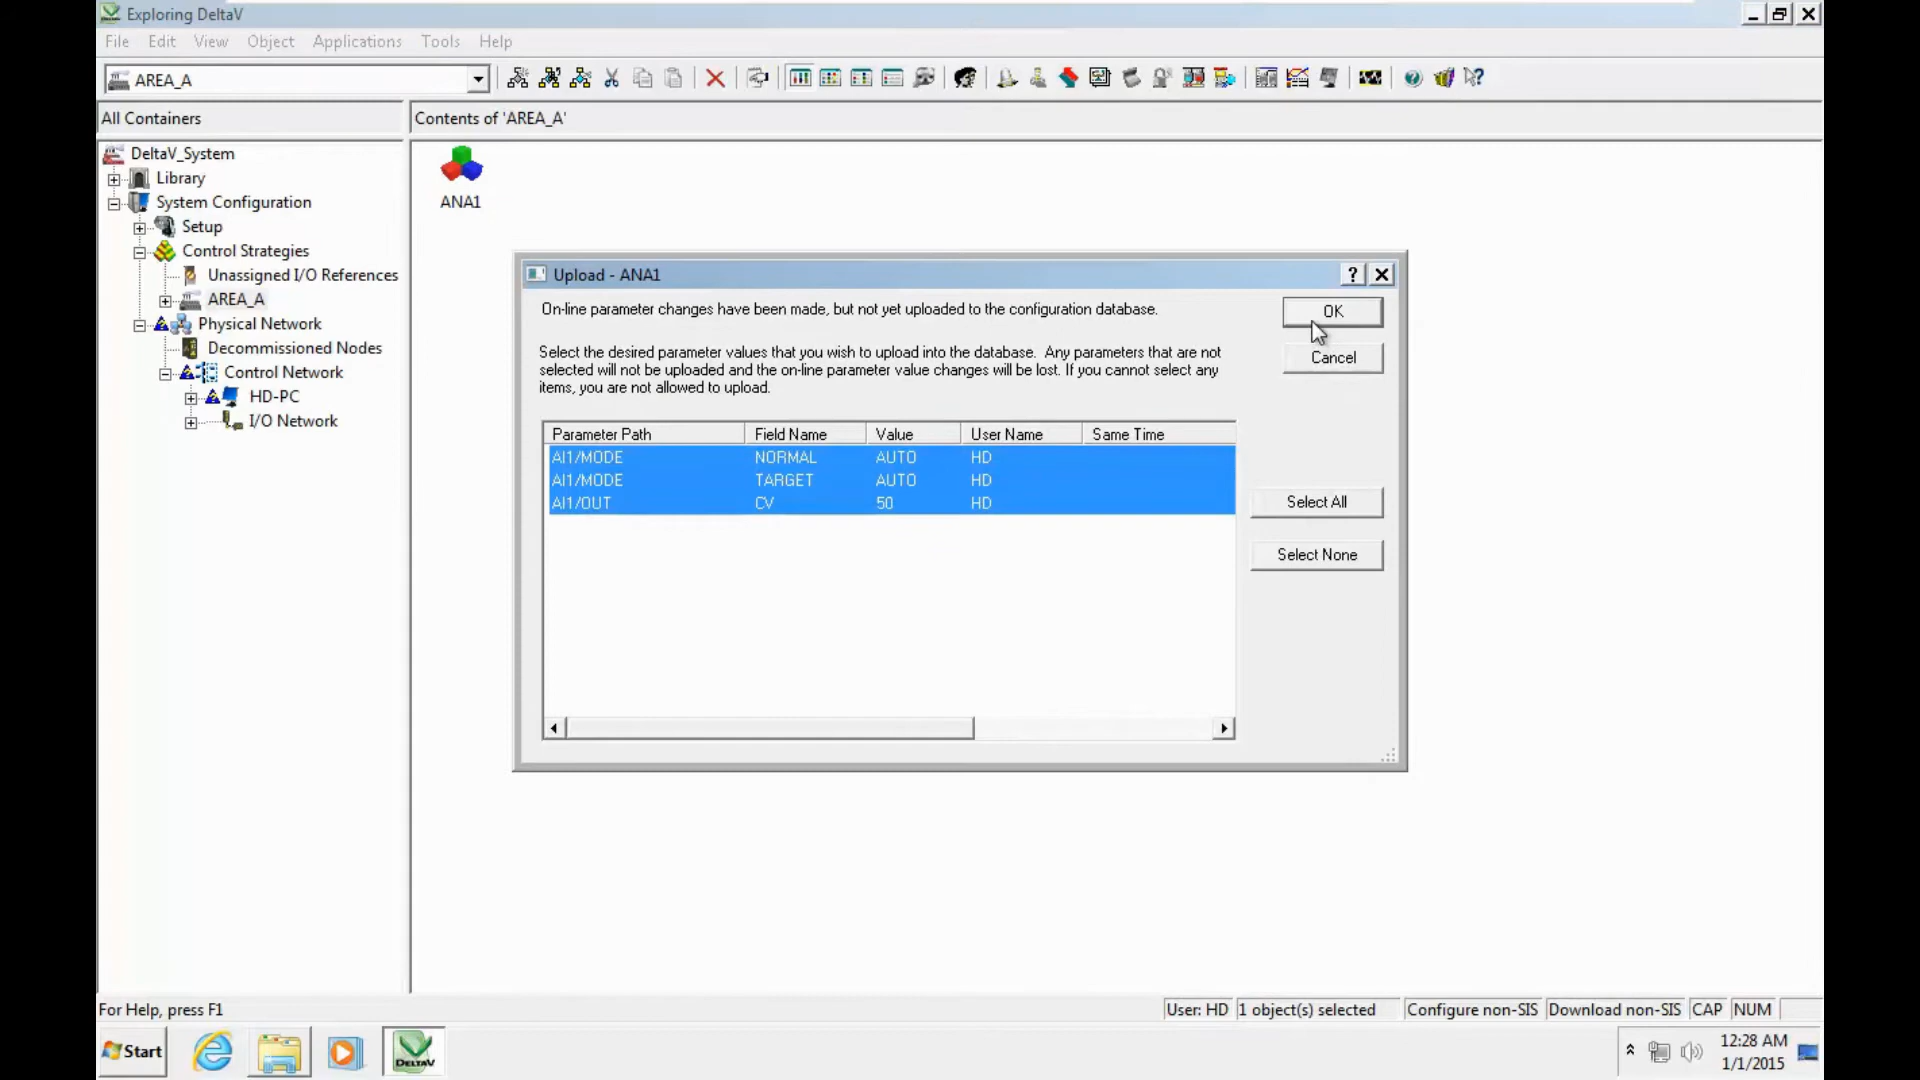 Exploring DeltaV
File Edit View Object Applications Tools Help
AREA_A
All Containers
Contents of 'AREA_A'
DeltaV_System
Library
System Configuration
Setup
Control Strategies
Unassigned I/O References
AREA_A
Physical Network
Decommissioned Nodes
Control Network
HD-PC
I/O Network
ANA1
Upload - ANA1
On-line parameter changes have been made, but not yet uploaded to the configuration database.
OK
Select the desired parameter values that you wish to upload into the database. Any parameters that are not
selected will not be uploaded and the on-line parameter value changes will be lost. If you cannot select any
items, you are not allowed to upload.
Cancel
Parameter Path Field Name Value User Name Same Time
AI1/MODE NORMAL AUTO HD
AI1/MODE TARGET AUTO HD
AI1/OUT CV 50 HD
Select All
Select None
For Help, press F1
User: HD 1 object(s) selected Configure non-SIS Download non-SIS CAP NUM
Start
DELTAV
12:28 AM
1/1/2015